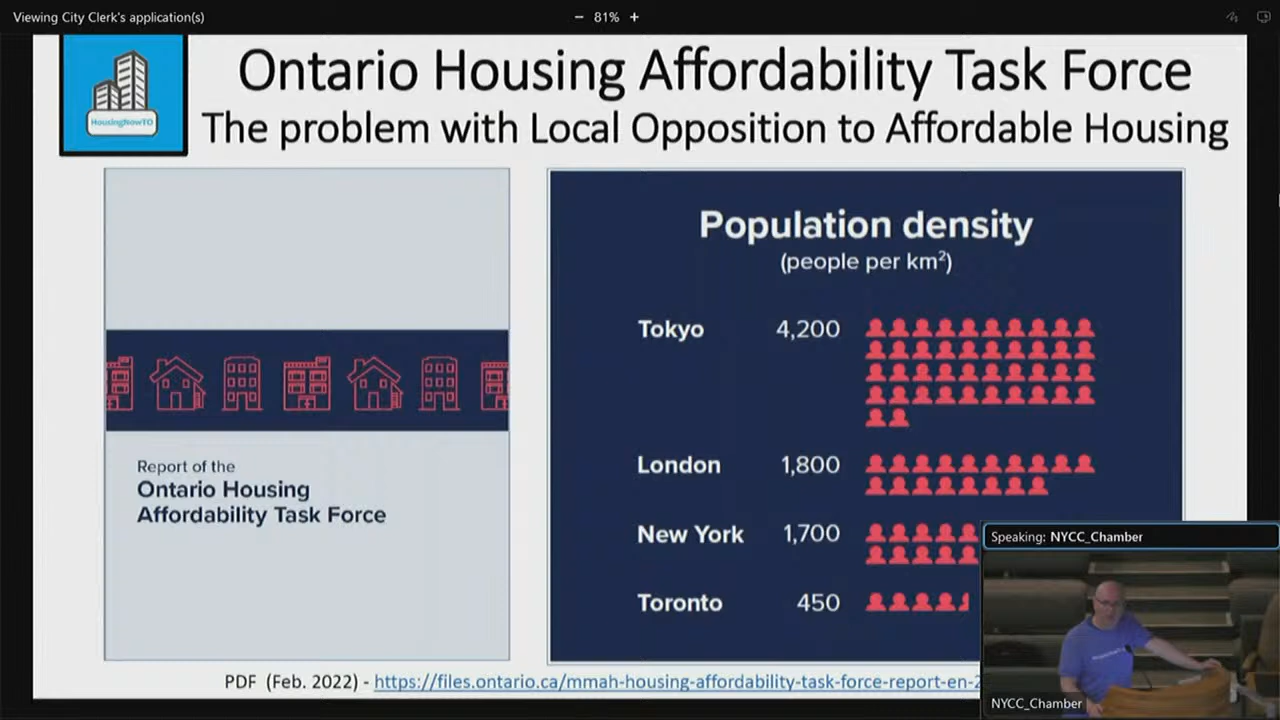 Viewing City Clerk's application(s)
− 81% +
HousingNowTO
Ontario Housing Affordability Task Force
The problem with Local Opposition to Affordable Housing
Report of the
Ontario Housing
Affordability Task Force
Population density
(people per km²)
Tokyo 4,200
London 1,800
New York 1,700
Toronto 450
PDF (Feb. 2022) - https://files.ontario.ca/mmah-housing-affordability-task-force-report-en-2
Speaking: NYCC_Chamber
NYCC_Chamber